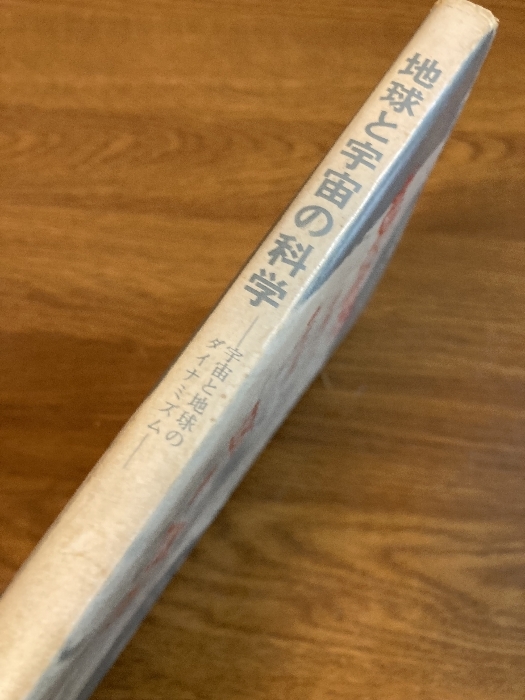 地球と宇宙の科学
―宇宙と地球の
ダイナミズム―